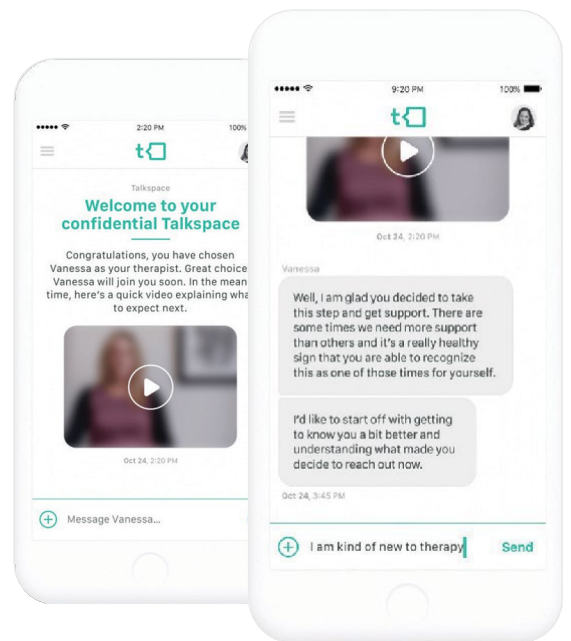 2:20 PM
100%
t
Talkspace
Welcome to your
confidential Talkspace
Congratulations, you have chosen
Vanessa as your therapist. Great choice
Vanessa will join you soon. In the mean
time, here's a quick video explaining wha
to expect next.
Oct 24, 2:20 PM
Message Vanessa...
9:20 PM
100%
t
Oct 24, 2:20 PM
Vanessa
Well, I am glad you decided to take
this step and get support. There are
some times we need more support
than others and it's a really healthy
sign that you are able to recognize
this as one of those times for yourself.
I'd like to start off with getting
to know you a bit better and
understanding what made you
decide to reach out now.
Oct 24, 3:45 PM
I am kind of new to therapy
Send